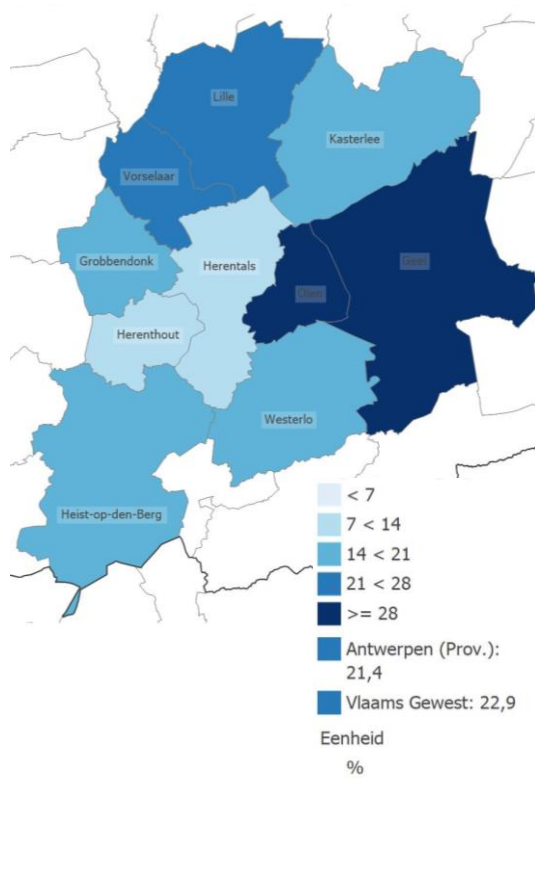 Lille
Kasterlee
Vorselaar
Grobbendonk
Herentals
Geel
Olen
Herenthout
Westerlo
Heist-op-den-Berg
< 7
7 < 14
14 < 21
21 < 28
>= 28
Antwerpen (Prov.):
21,4
Vlaams Gewest: 22,9
Eenheid
%